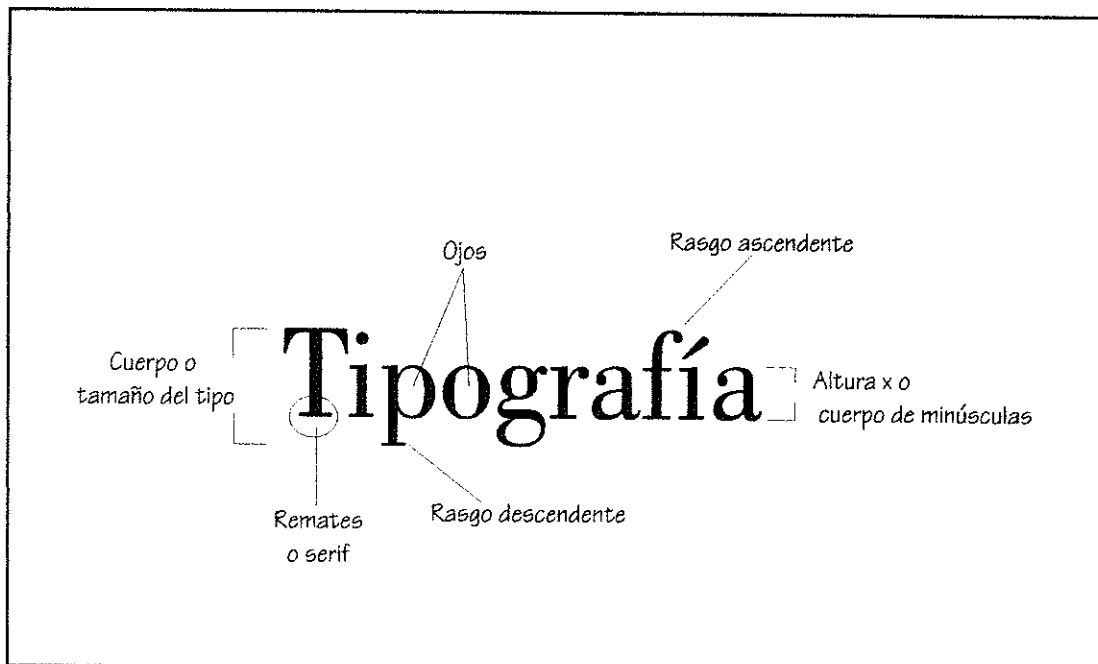 Ojos
Rasgo ascendente
Tipografía
Cuerpo o
tamaño del tipo
Altura x o
cuerpo de minúsculas
Remates
o serif
Rasgo descendente